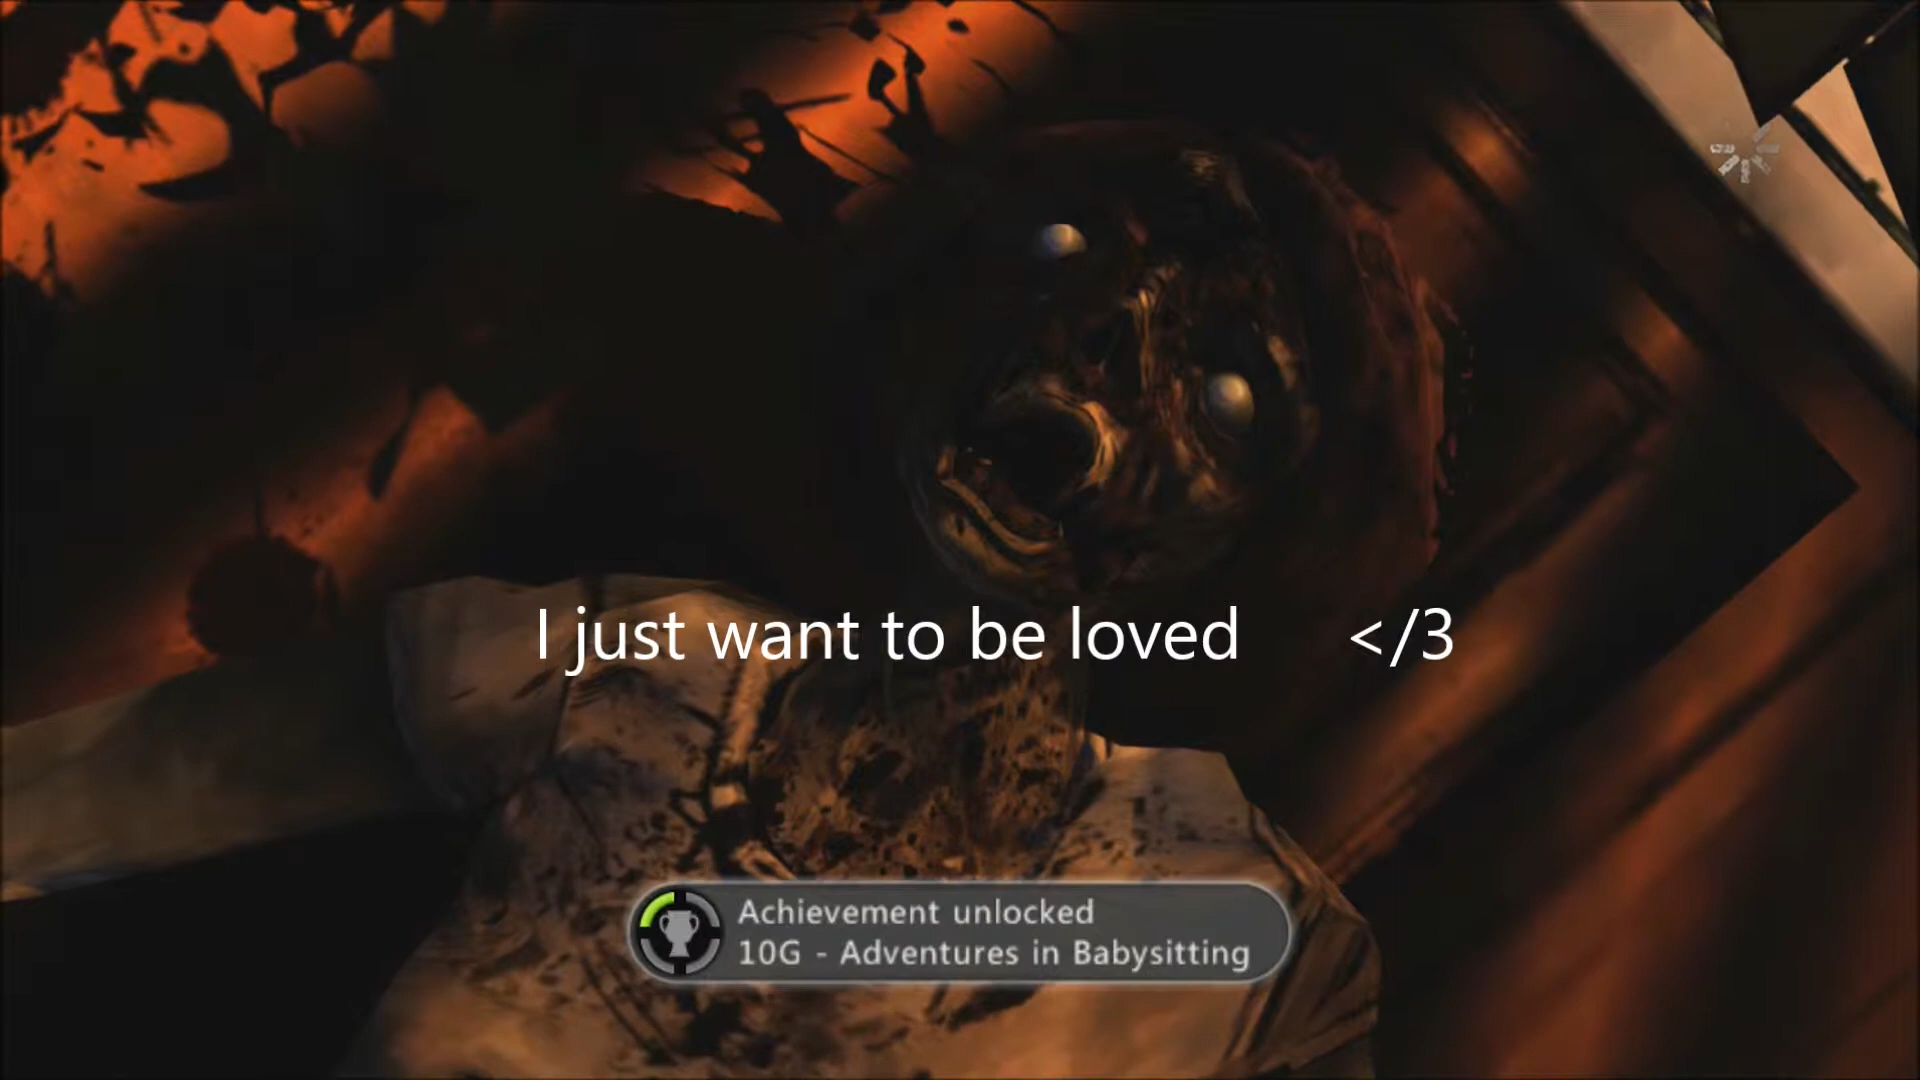 I just want to be loved </3
Achievement unlocked
10G - Adventures in Babysitting